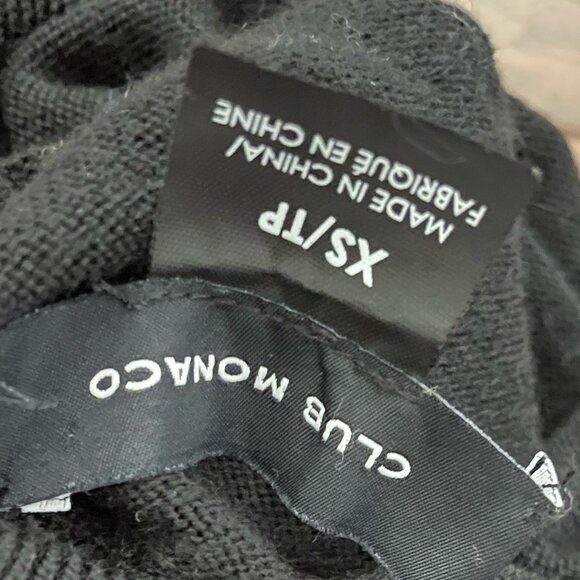 CLUB MONACO
XS/TP
MADE IN CHINA/
FABRIQUÉ EN CHINE